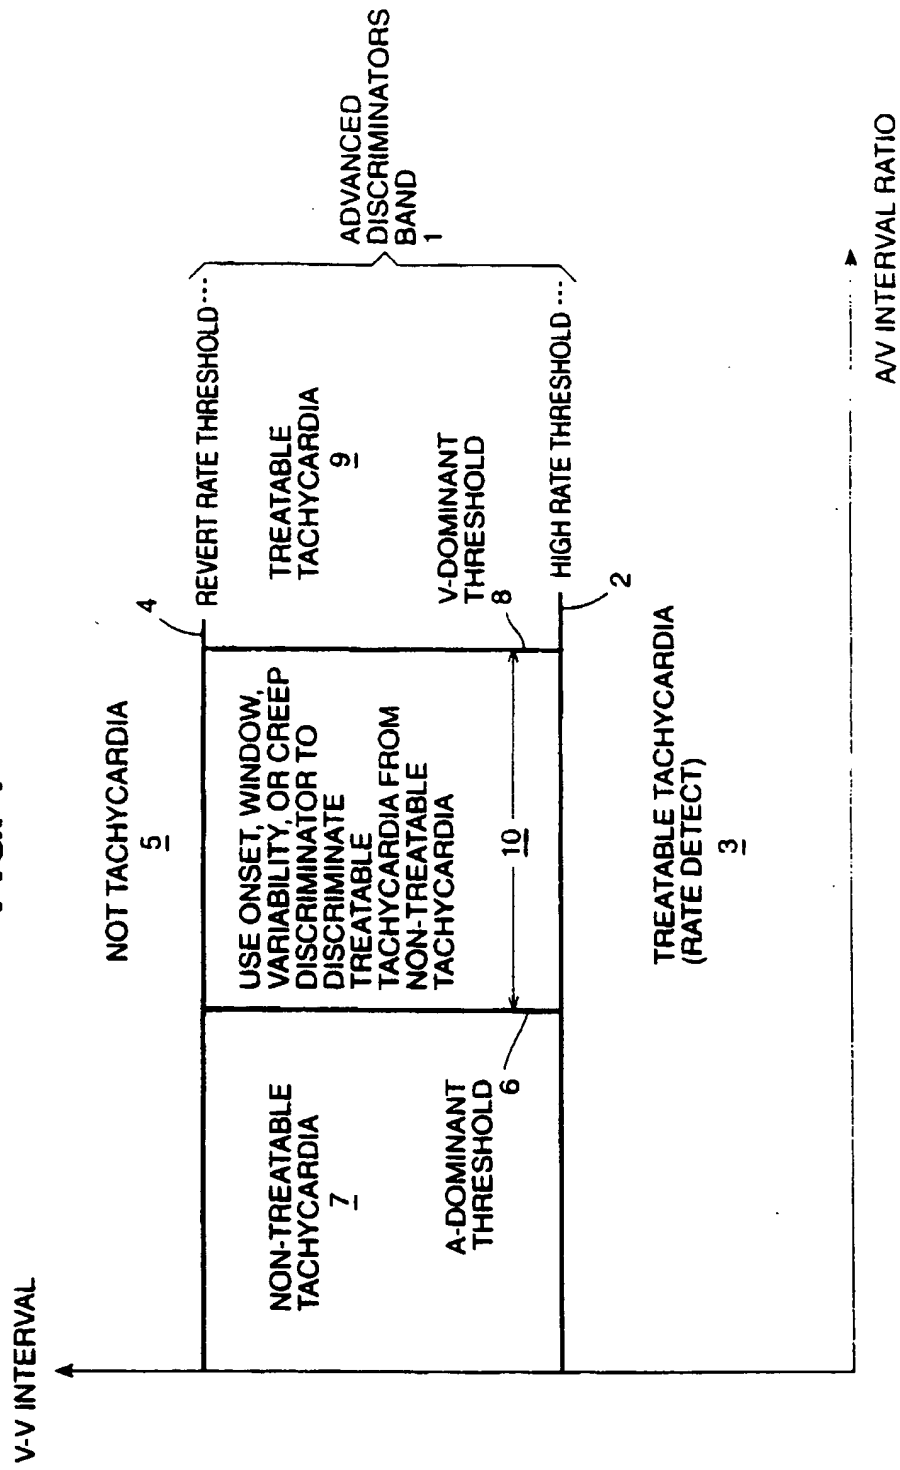 V-V INTERVAL
NOT TACHYCARDIA
5
4
REVERT RATE THRESHOLD
NON-TREATABLE
TACHYCARDIA
7
A-DOMINANT
THRESHOLD
6
USE ONSET, WINDOW,
VARIABILITY, OR CREEP
DISCRIMINATOR TO
DISCRIMINATE
TREATABLE
TACHYCARDIA FROM
NON-TREATABLE
TACHYCARDIA
10
TREATABLE
TACHYCARDIA
9
V-DOMINANT
THRESHOLD
8
ADVANCED
DISCRIMINATORS
BAND
1
HIGH RATE THRESHOLD
2
TREATABLE TACHYCARDIA
(RATE DETECT)
3
A/V INTERVAL RATIO